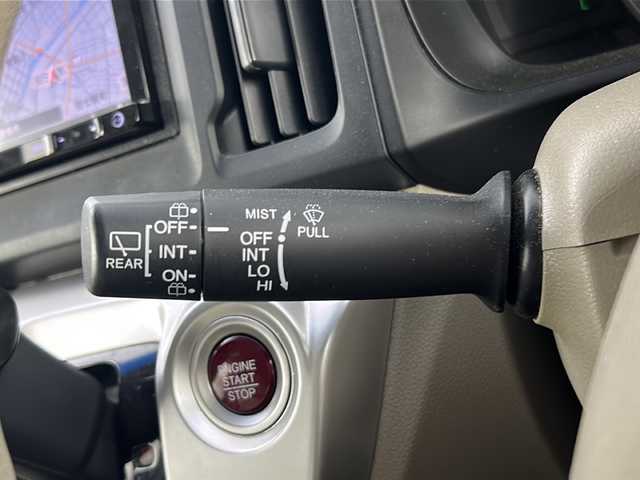 OFF
INT
ON
REAR
MIST
OFF
INT
LO
HI
PULL
ENGINE
START
STOP